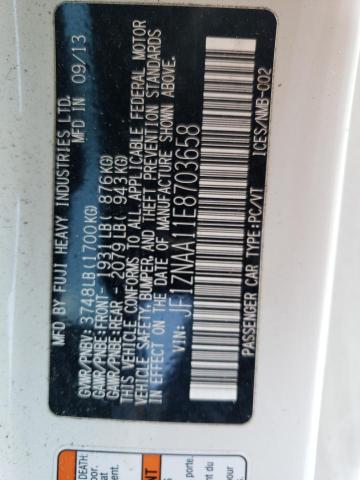 MFD BY FUJI HEAVY INDUSTRIES LTD.
MFD IN 09/13
GVWR/PNBV: 3748LB(1700KG)
GAWR/PNBE:FRONT- 1931LB( 876KG)
GAWR/PNBE:REAR - 2079LB( 943KG)
THIS VEHICLE CONFORMS TO ALL APPLICABLE FEDERAL MOTOR
VEHICLE SAFETY, BUMPER, AND THEFT PREVENTION STANDARDS
IN EFFECT ON THE DATE OF MANUFACTURE SHOWN ABOVE.
VIN: JF1ZNAA11E8703658
PASSENGER CAR TYPE:PC/VT ICES/NMB-002
DEATH: